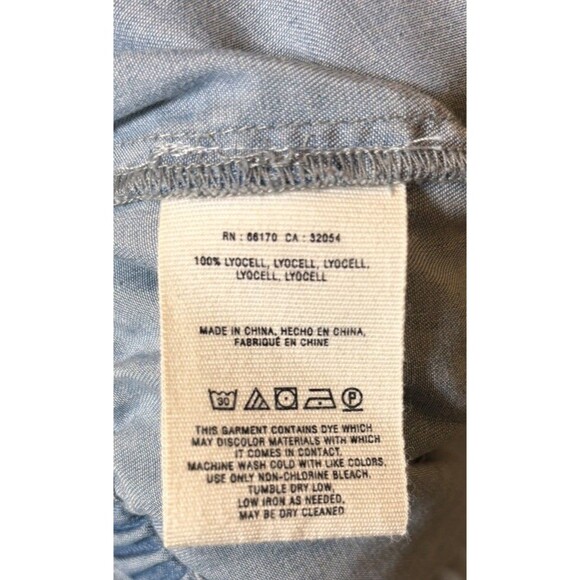 RN : 66170 CA : 32054
100% LYOCELL, LYOCELL, LYOCELL,
LYOCELL, LYOCELL
MADE IN CHINA, HECHO EN CHINA,
FABRIQUÉ EN CHINE
30 P
THIS GARMENT CONTAINS DYE WHICH
MAY DISCOLOR MATERIALS WITH WHICH
IT COMES IN CONTACT.
MACHINE WASH COLD WITH LIKE COLORS.
USE ONLY NON-CHLORINE BLEACH.
TUMBLE DRY LOW,
LOW IRON AS NEEDED,
MAY BE DRY CLEANED